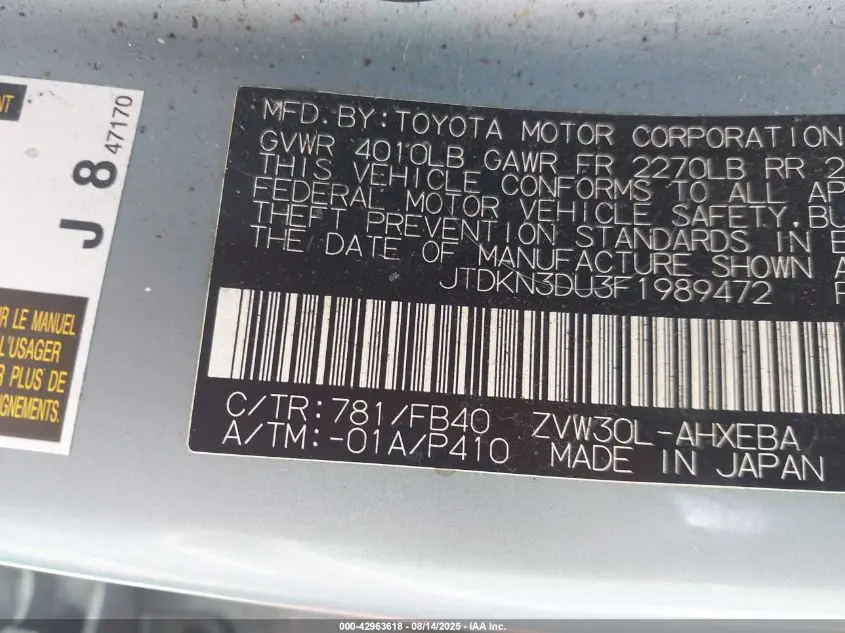 NT
J 8 47170
R LE MANUEL
L'USAGER
R PLUS DE
IGNEMENTS.
MFD. BY: TOYOTA MOTOR CORPORATION
GVWR 4010LB GAWR FR 2270LB RR 2
THIS VEHICLE CONFORMS TO ALL AP
FEDERAL MOTOR VEHICLE SAFETY, BU
THEFT PREVENTION STANDARDS IN E
THE DATE OF MANUFACTURE SHOWN A
JTDKN3DU3F1989472 P
C/TR:781/FB40 ZVW30L-AHXEBA
A/TM:-01A/P410 MADE IN JAPAN
000-42963618 - 08/14/2025 - IAA Inc.